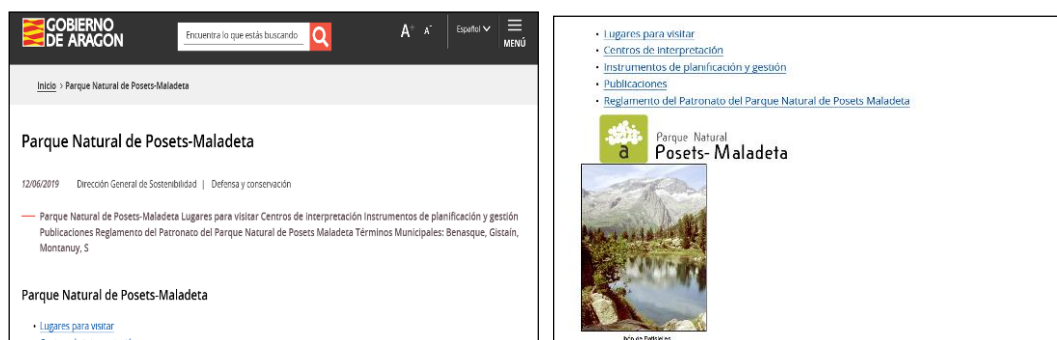 GOBIERNO
DE ARAGON
Encuentra lo que estás buscando
A+ A-
Español
MENÚ
Inicio > Parque Natural de Posets-Maladeta
Parque Natural de Posets-Maladeta
12/06/2019 Dirección General de Sostenibilidad | Defensa y conservación
Parque Natural de Posets-Maladeta Lugares para visitar Centros de interpretación Instrumentos de planificación y gestión
Publicaciones Reglamento del Patronato del Parque Natural de Posets Maladeta Términos Municipales: Benasque, Gistaín,
Montanuy, S
Parque Natural de Posets-Maladeta
• Lugares para visitar
• Lugares para visitar
• Centros de interpretación
• Instrumentos de planificación y gestión
• Publicaciones
• Reglamento del Patronato del Parque Natural de Posets Maladeta
a
Parque Natural
Posets-Maladeta